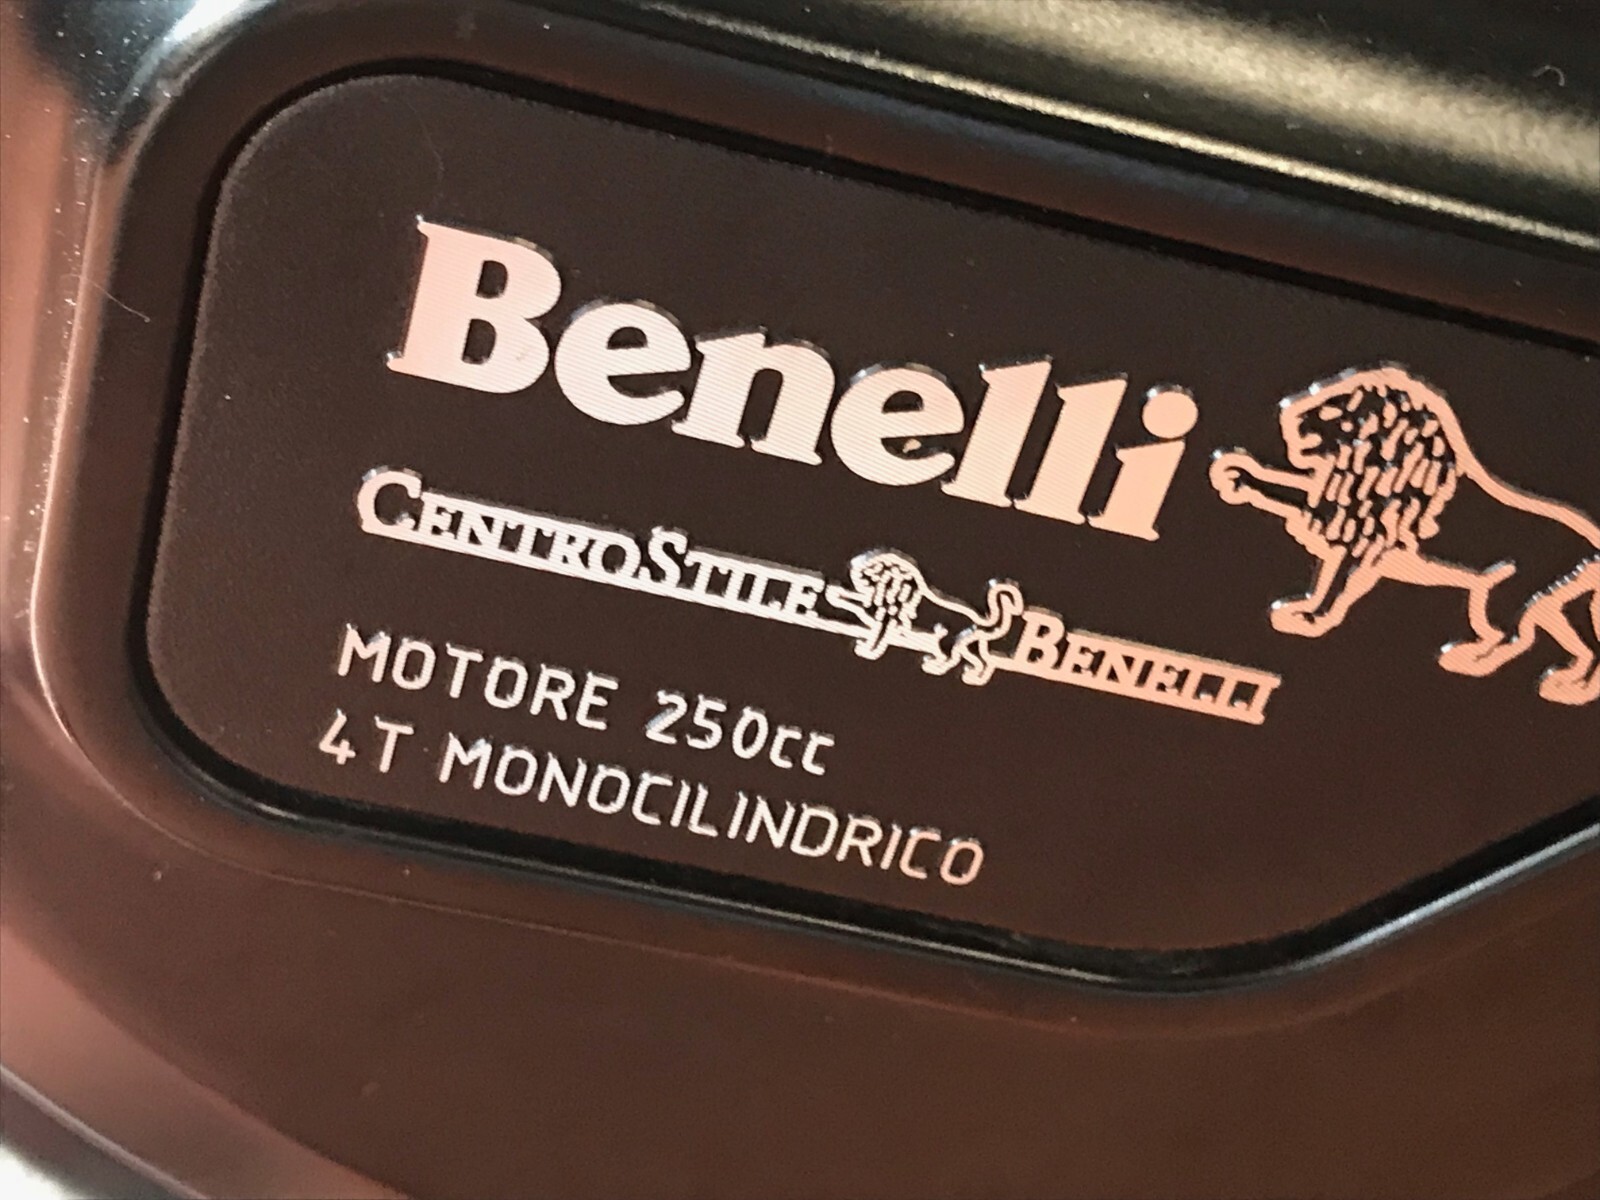 Benelli
CENTROSTILE BENELLI
MOTORE 250cc
4T MONOCILINDRICO